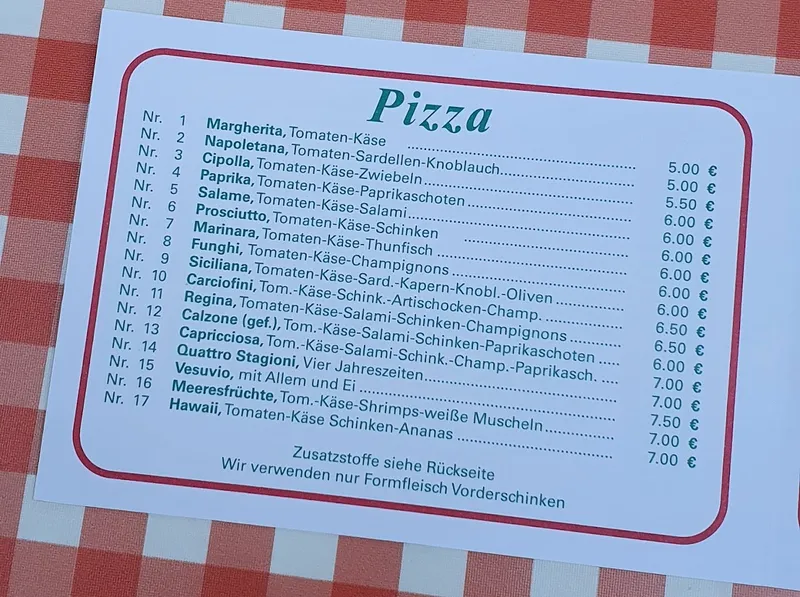 Pizza
Nr. 1 Margherita, Tomaten-Käse 5.00 €
Nr. 2 Napoletana, Tomaten-Sardellen-Knoblauch 5.00 €
Nr. 3 Cipolla, Tomaten-Käse-Zwiebeln 5.50 €
Nr. 4 Paprika, Tomaten-Käse-Paprikaschoten 6.00 €
Nr. 5 Salame, Tomaten-Käse-Salami 6.00 €
Nr. 6 Prosciutto, Tomaten-Käse-Schinken 6.00 €
Nr. 7 Marinara, Tomaten-Käse-Thunfisch 6.00 €
Nr. 8 Funghi, Tomaten-Käse-Champignons 6.00 €
Nr. 9 Siciliana, Tomaten-Käse-Sard.-Kapern-Knobl.-Oliven 6.00 €
Nr. 10 Carciofini, Tom.-Käse-Schink.-Artischocken-Champ. 6.50 €
Nr. 11 Regina, Tomaten-Käse-Salami-Schinken-Champignons 6.50 €
Nr. 12 Calzone (gef.), Tom.-Käse-Salami-Schinken-Paprikaschoten 6.00 €
Nr. 13 Capricciosa, Tom.-Käse-Salami-Schink.-Champ.-Paprikasch. 7.00 €
Nr. 14 Quattro Stagioni, Vier Jahreszeiten 7.00 €
Nr. 15 Vesuvio, mit Allem und Ei 7.50 €
Nr. 16 Meeresfrüchte, Tom.-Käse-Shrimps-weiße Muscheln 7.00 €
Nr. 17 Hawaii, Tomaten-Käse Schinken-Ananas 7.00 €
Zusatzstoffe siehe Rückseite
Wir verwenden nur Formfleisch Vorderschinken